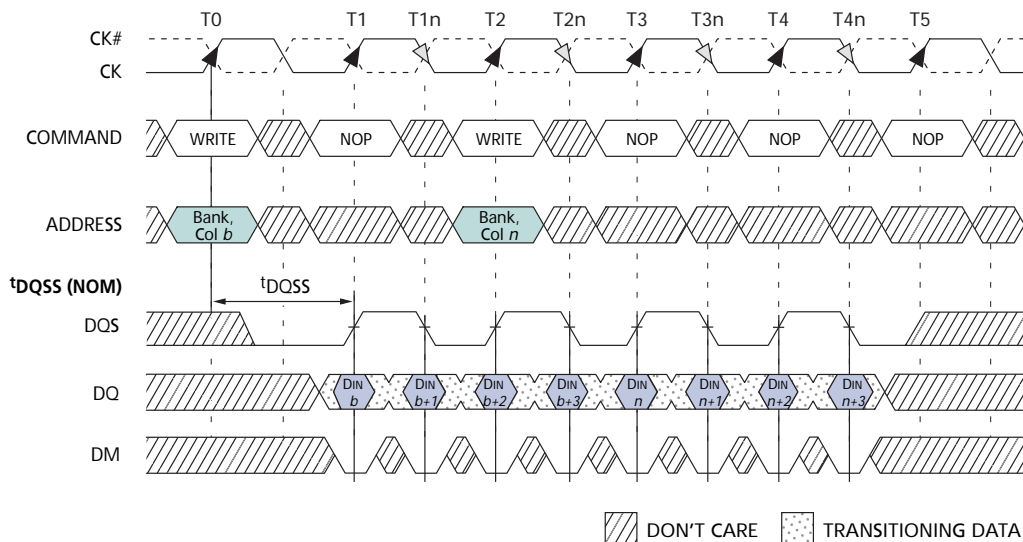 T0 T1 T1n T2 T2n T3 T3n T4 T4n T5
CK#
CK
COMMAND WRITE NOP WRITE NOP NOP NOP
ADDRESS Bank, Col b Bank, Col n
tDQSS (NOM) tDQSS
DQS
DQ DIN b DIN b+1 DIN b+2 DIN b+3 DIN n DIN n+1 DIN n+2 DIN n+3
DM
DON'T CARE TRANSITIONING DATA